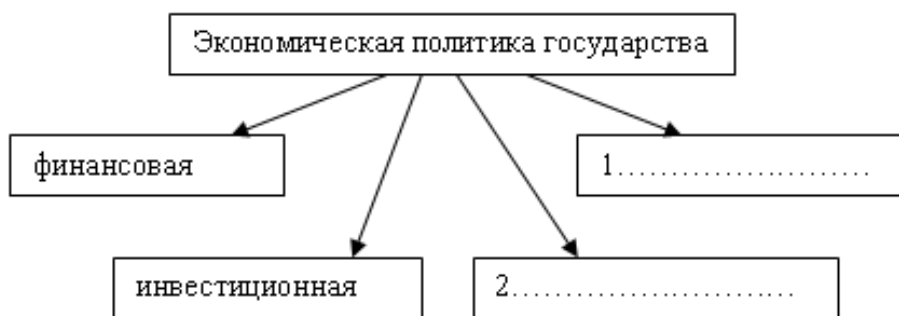 Экономическая политика государства
финансовая
1........................
инвестиционная
2...........................